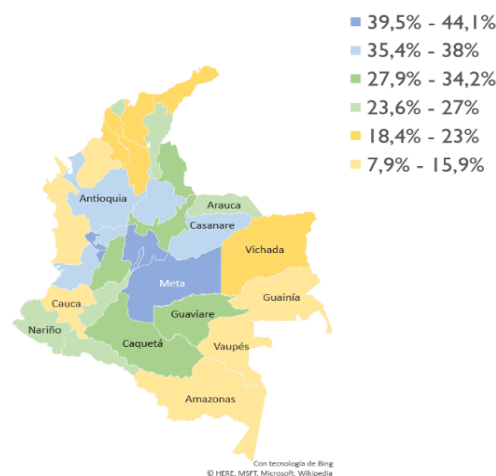 39,5% - 44,1%
35,4% - 38%
27,9% - 34,2%
23,6% - 27%
18,4% - 23%
7,9% - 15,9%
Antioquia
Arauca
Casanare
Vichada
Meta
Cauca
Guainía
Guaviare
Nariño
Caquetá
Vaupés
Amazonas
Con tecnología de Bing
© HERE, MSFT, Microsoft, Wikipedia